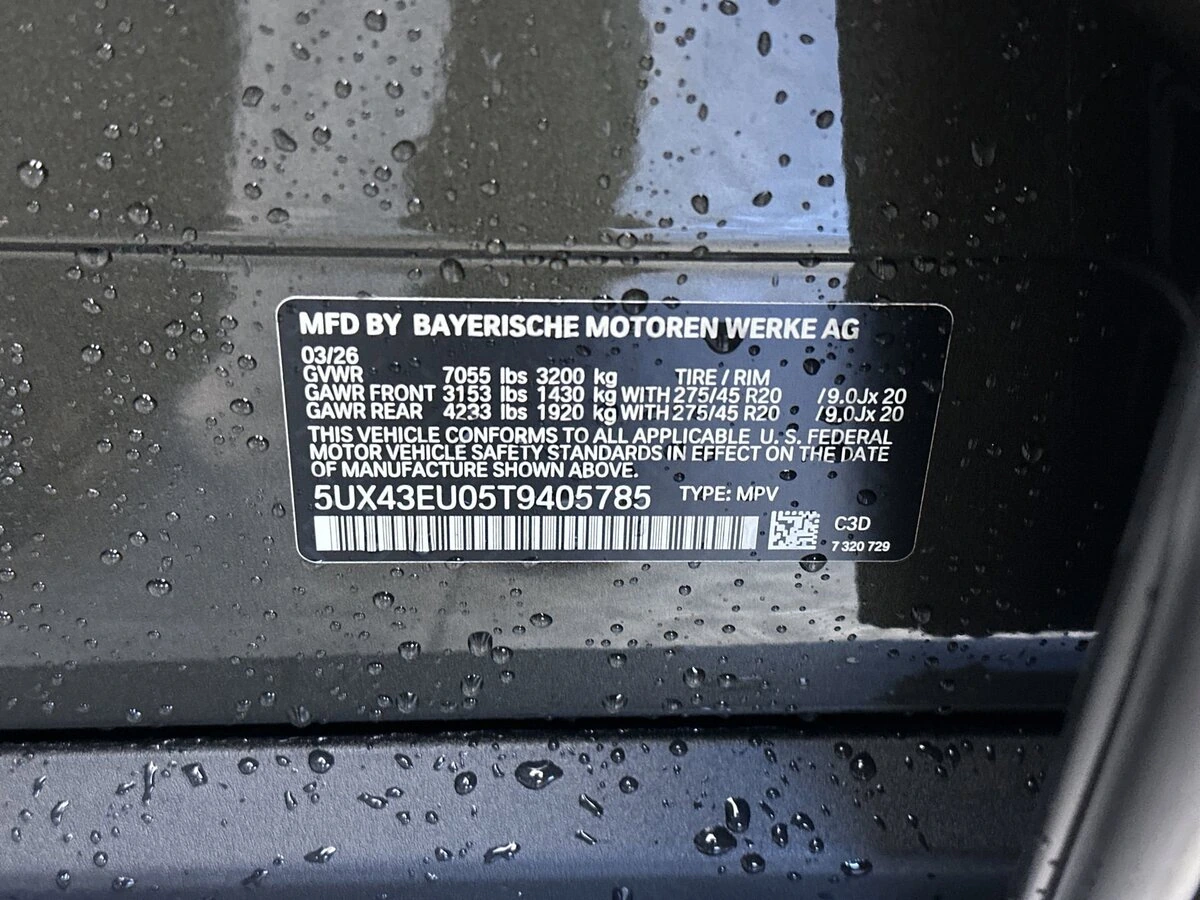 MFD BY BAYERISCHE MOTOREN WERKE AG
03/26
GVWR 7055 lbs 3200 kg TIRE / RIM
GAWR FRONT 3153 lbs 1430 kg WITH 275/45 R20 /9.0Jx 20
GAWR REAR 4233 lbs 1920 kg WITH 275/45 R20 /9.0Jx 20
THIS VEHICLE CONFORMS TO ALL APPLICABLE U. S. FEDERAL
MOTOR VEHICLE SAFETY STANDARDS IN EFFECT ON THE DATE
OF MANUFACTURE SHOWN ABOVE.
5UX43EU05T9405785 TYPE: MPV
C3D
7 320 729